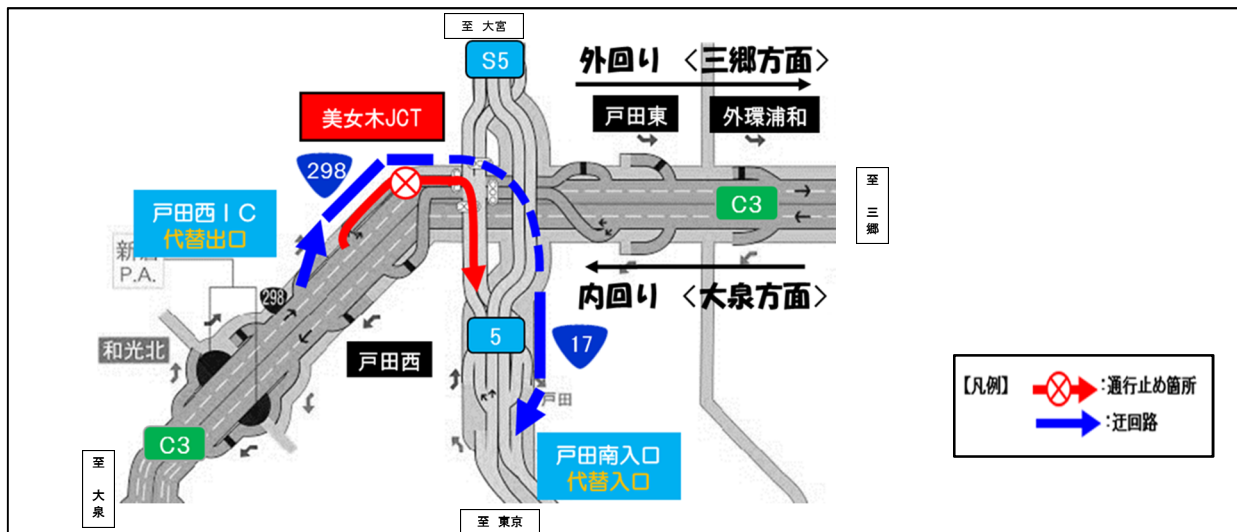 至 大宮
S5
外回り <三郷方面>
美女木JCT
戸田東
外環浦和
298
至 三郷
C3
戸田西IC
代替出口
P.A.
298
内回り <大泉方面>
5
17
和光北
戸田西
【凡例】
:通行止め箇所
:迂回路
戸田
C3
戸田南入口
代替入口
至 大泉
至 東京